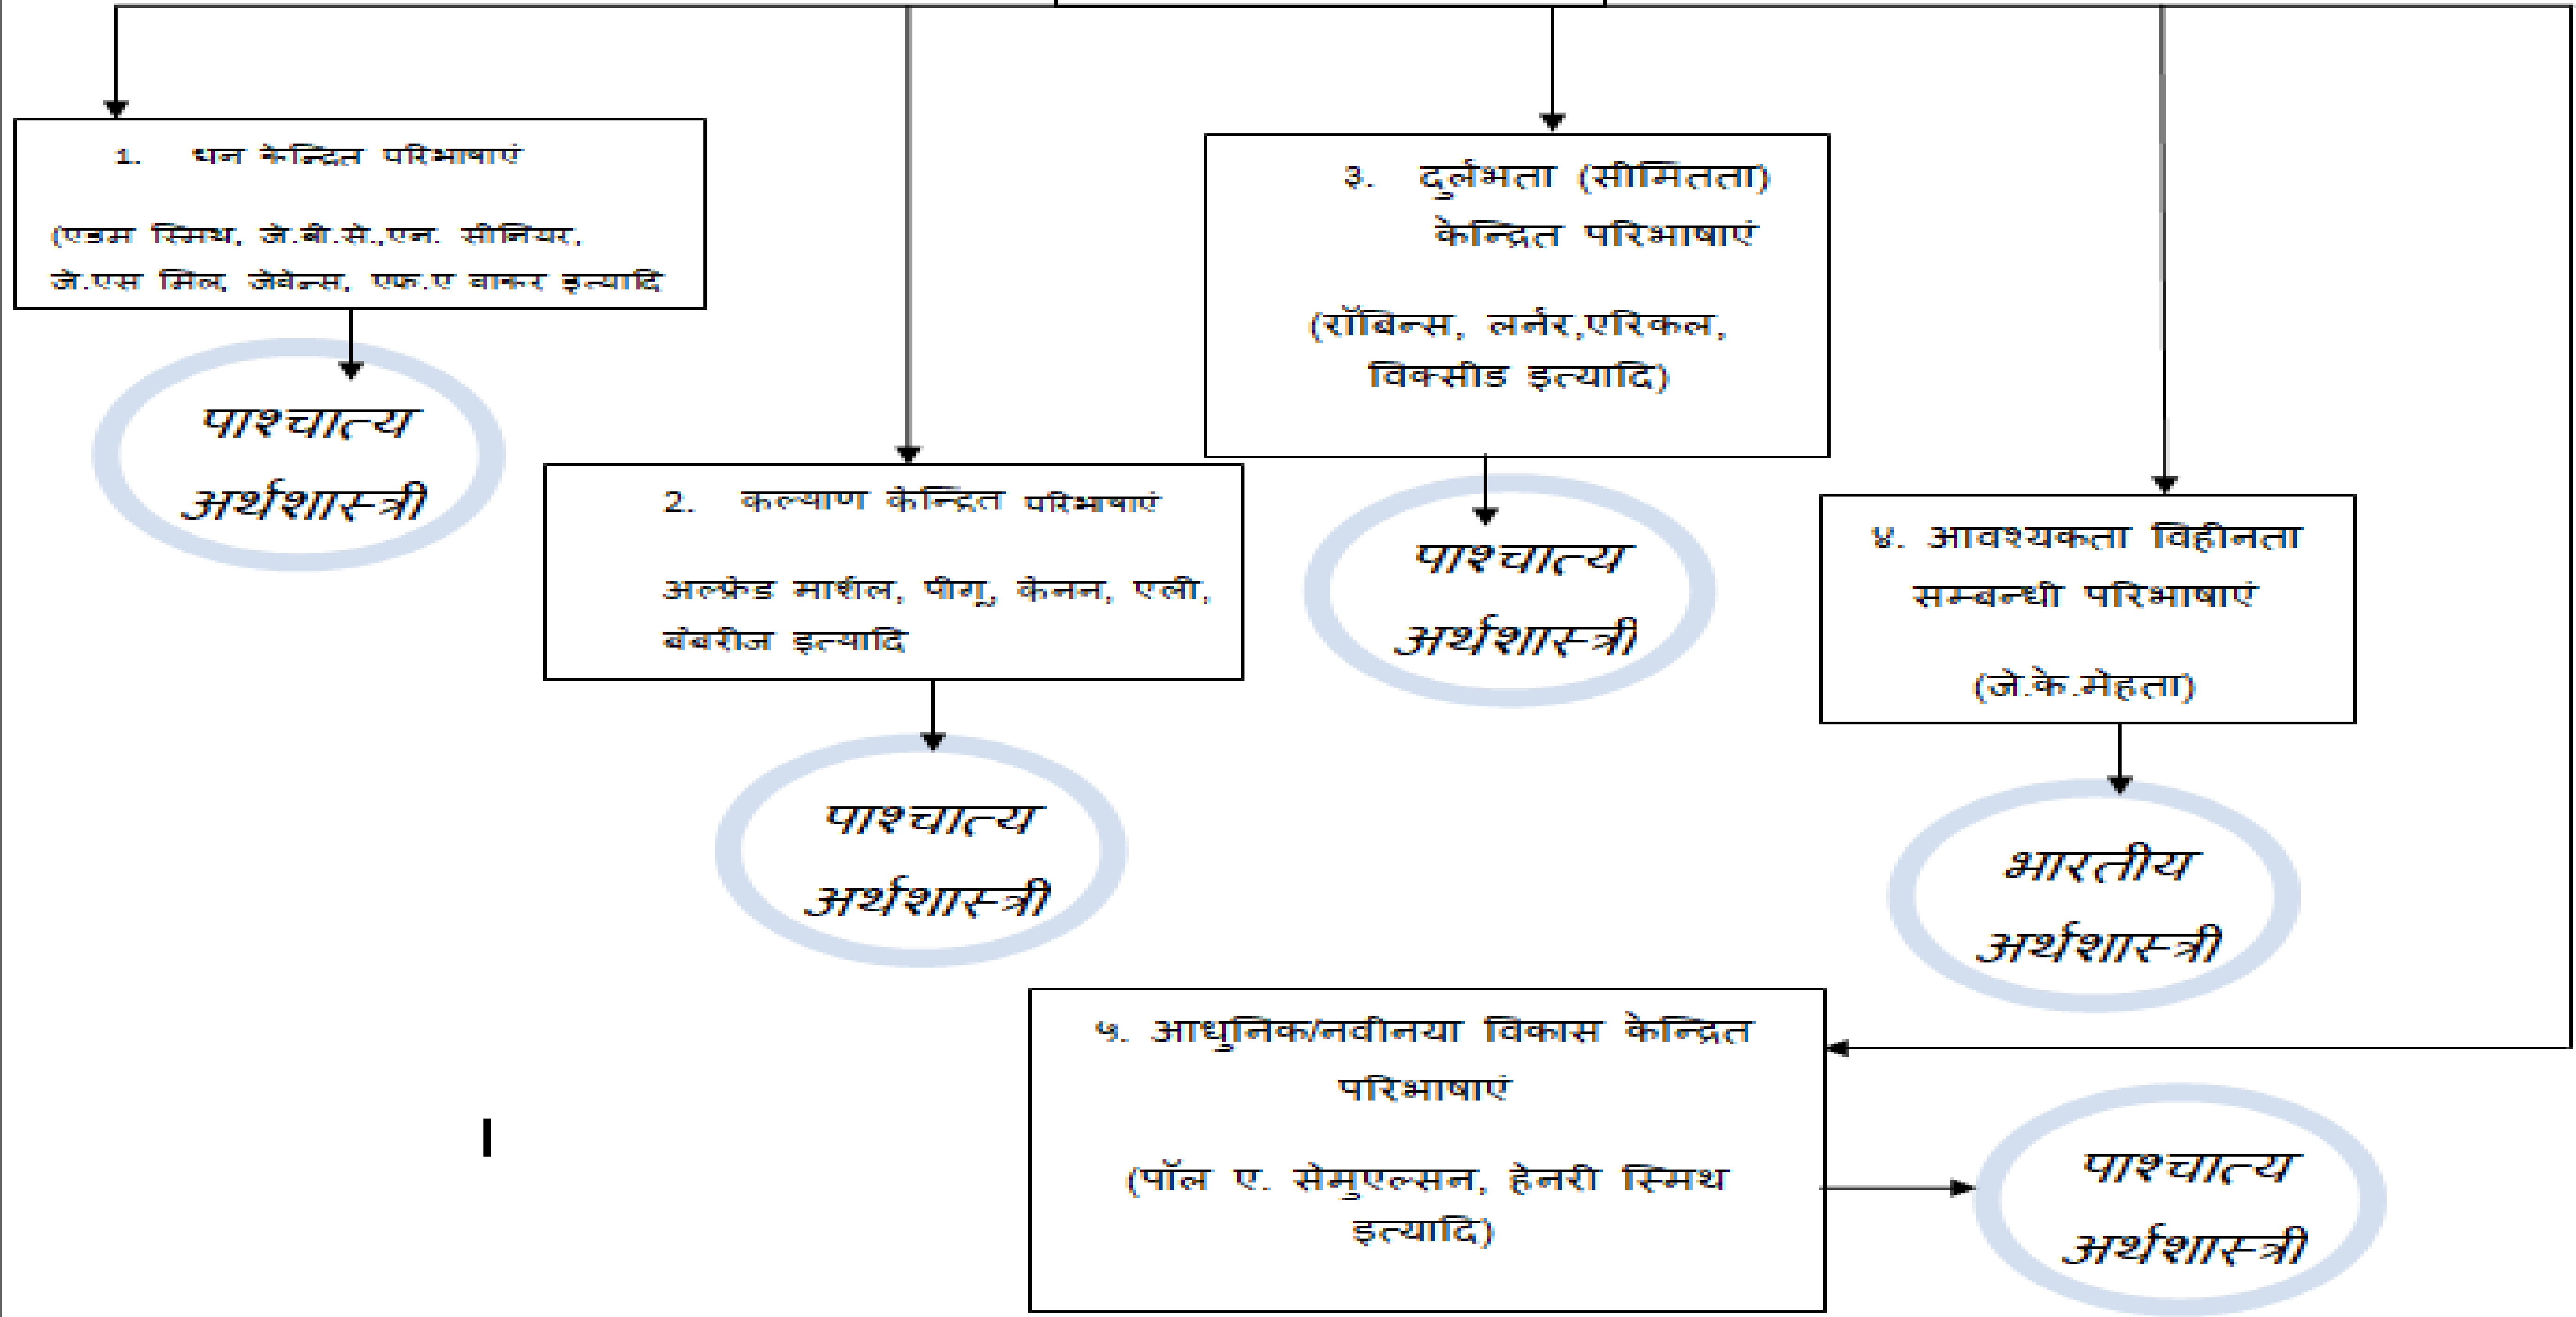 1. धन केन्द्रित परिभाषाएं
(एडम स्मिथ, जे.बी.से.,एन. सीनियर,
जे.एस मिल, जेवेन्स, एफ.ए वाकर इत्यादि
पाश्चात्य
अर्थशास्त्री
2. कल्याण केन्द्रित परिभाषाएं
अल्फ्रेड मार्शल, पीगू, केनन, एली,
बेवरीज इत्यादि
पाश्चात्य
अर्थशास्त्री
३. दुर्लभता (सीमितता)
केन्द्रित परिभाषाएं
(रॉबिन्स, लर्नर,एरिकल,
विक्सीड इत्यादि)
पाश्चात्य
अर्थशास्त्री
४. आवश्यकता विहीनता
सम्बन्धी परिभाषाएं
(जे.के.मेहता)
भारतीय
अर्थशास्त्री
५. आधुनिक/नवीनया विकास केन्द्रित
परिभाषाएं
(पॉल ए. सेमुएल्सन, हेनरी स्मिथ
इत्यादि)
पाश्चात्य
अर्थशास्त्री